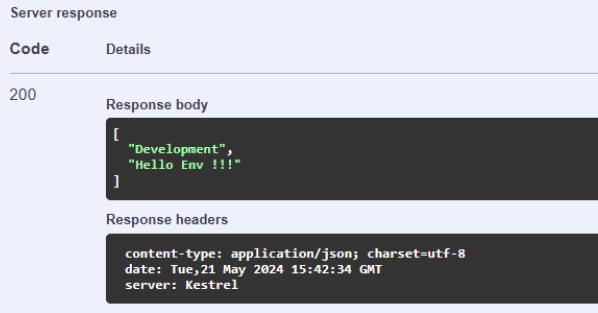 Server response
Code Details
200
Response body
[
"Development",
"Hello Env !!!"
]
Response headers
content-type: application/json; charset=utf-8
date: Tue,21 May 2024 15:42:34 GMT
server: Kestrel